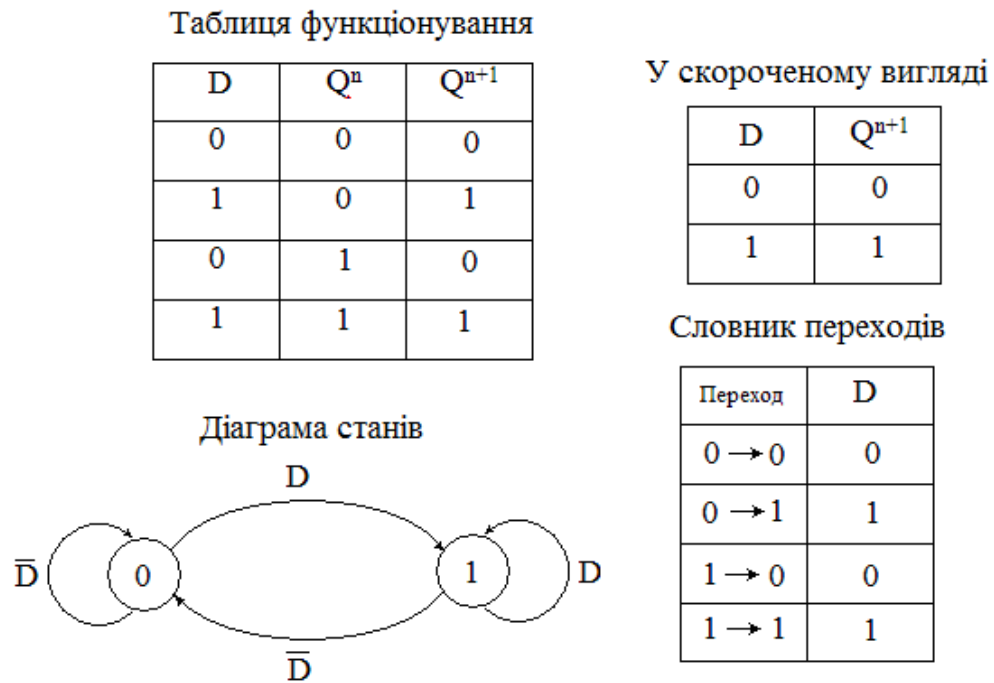 Таблиця функціонування
D Qⁿ Qⁿ⁺¹
0 0 0
1 0 1
0 1 0
1 1 1
У скороченому вигляді
D Qⁿ⁺¹
0 0
1 1
Словник переходів
Переход D
0 → 0 0
0 → 1 1
1 → 0 0
1 → 1 1
Діаграма станів
D
D̅ 0 1 D
D̅